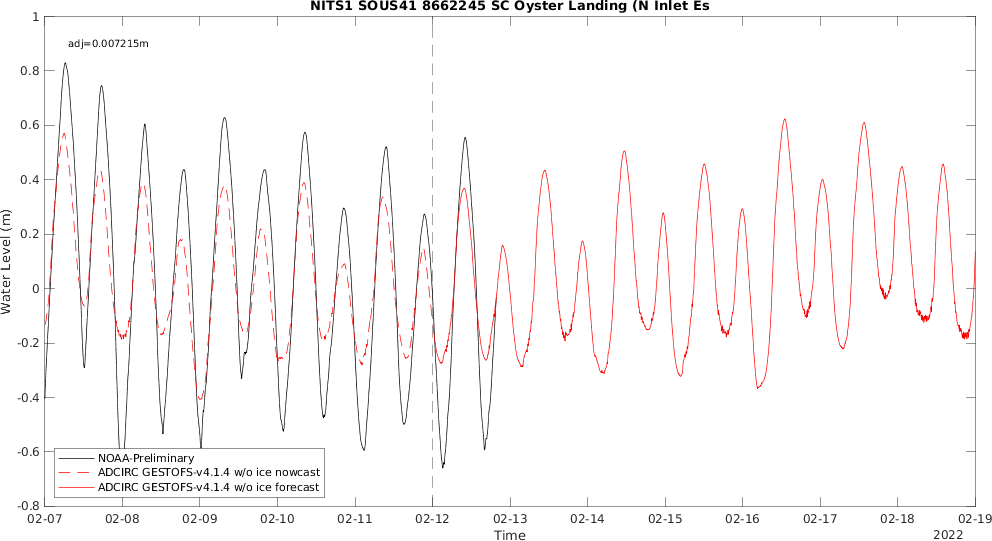 NITS1 SOUS41 8662245 SC Oyster Landing (N Inlet Es
adj=0.007215m
1
0.8
0.6
0.4
0.2
0
-0.2
-0.4
-0.6
-0.8
Water Level (m)
NOAA-Preliminary
ADCIRC GESTOFS-v4.1.4 w/o ice nowcast
ADCIRC GESTOFS-v4.1.4 w/o ice forecast
02-07 02-08 02-09 02-10 02-11 02-12 02-13 02-14 02-15 02-16 02-17 02-18 02-19
Time
2022